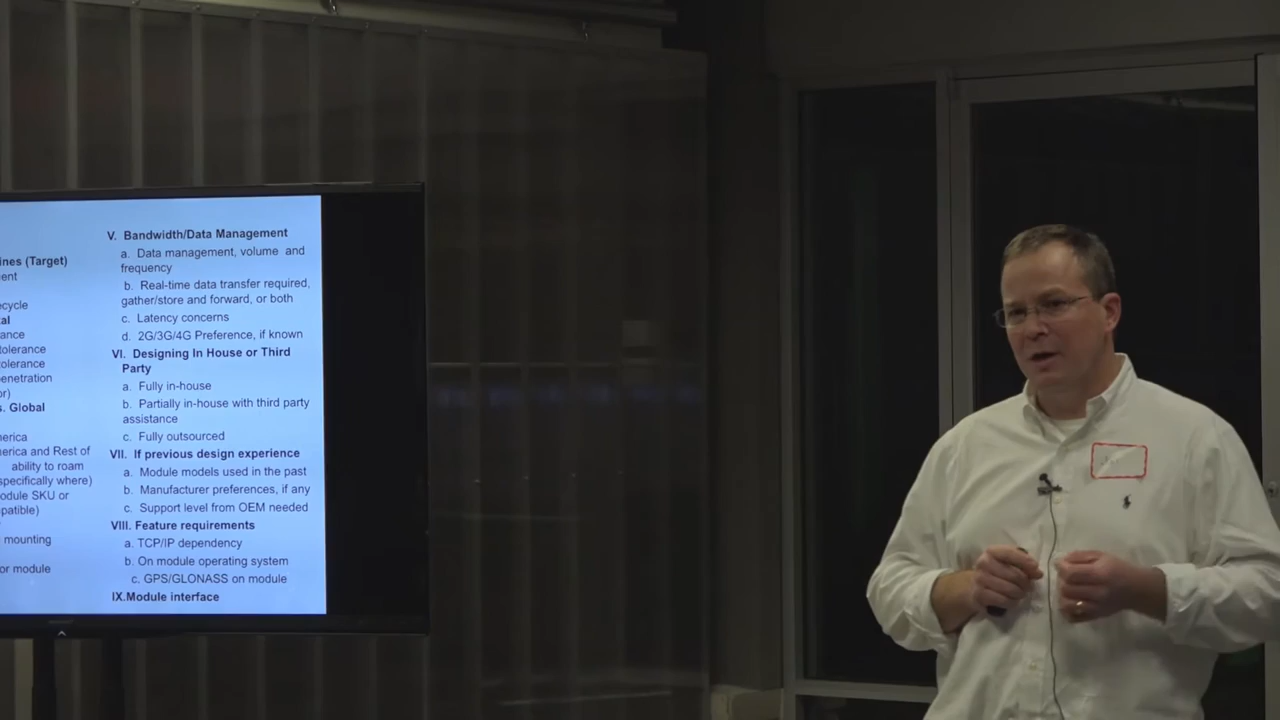 ines (Target)
ent
ecycle
al
ance
tolerance
tolerance
enetration
or)
s. Global
erica
erica and Rest of
ability to roam
specifically where)
odule SKU or
patible)
mounting
or module
V. Bandwidth/Data Management
a. Data management, volume and
frequency
b. Real-time data transfer required,
gather/store and forward, or both
c. Latency concerns
d. 2G/3G/4G Preference, if known
VI. Designing In House or Third
Party
a. Fully in-house
b. Partially in-house with third party
assistance
c. Fully outsourced
VII. If previous design experience
a. Module models used in the past
b. Manufacturer preferences, if any
c. Support level from OEM needed
VIII. Feature requirements
a. TCP/IP dependency
b. On module operating system
c. GPS/GLONASS on module
IX.Module interface